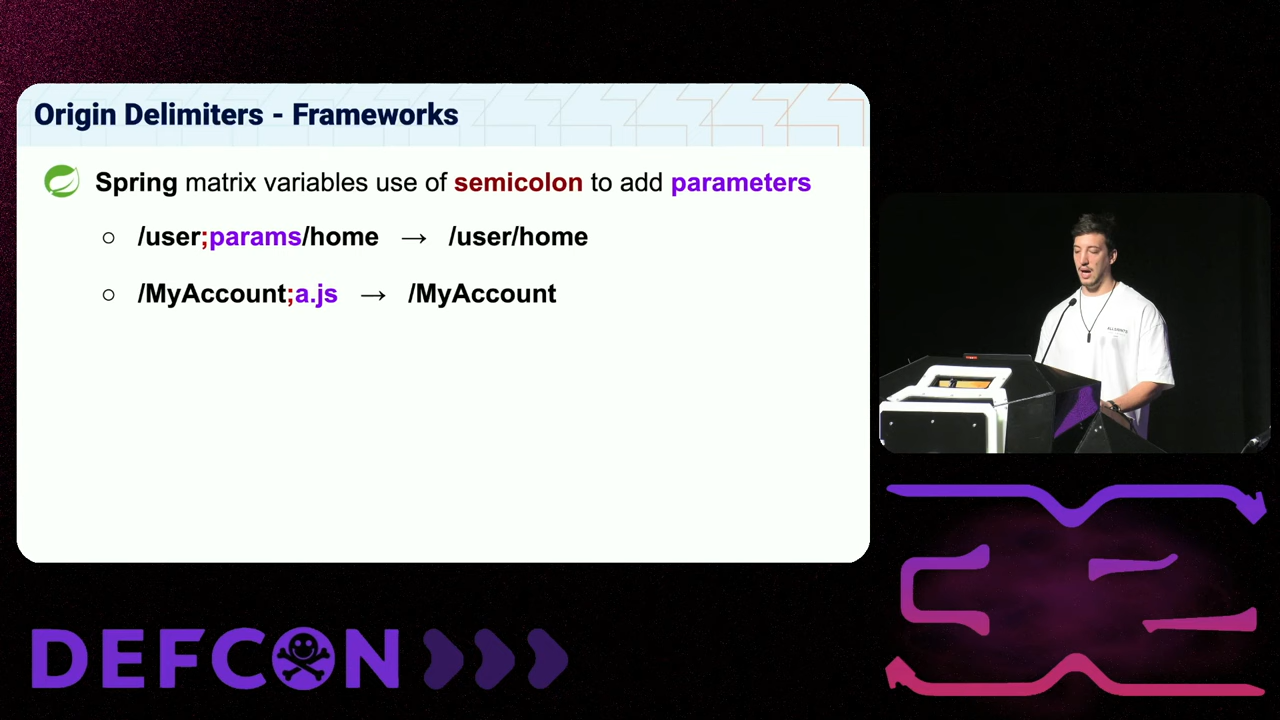 Origin Delimiters - Frameworks
Spring matrix variables use of semicolon to add parameters
/user;params/home → /user/home
/MyAccount;a.js → /MyAccount
DEFCON